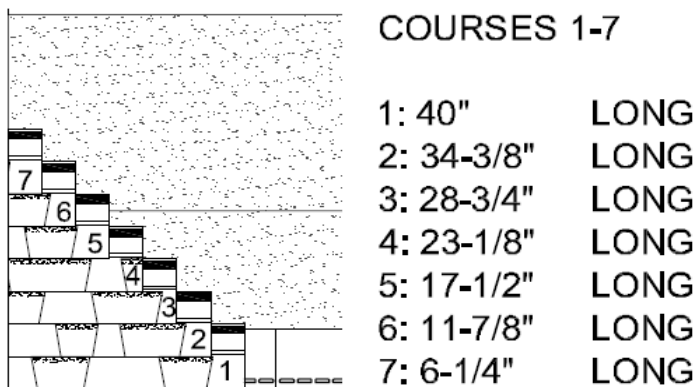 COURSES 1-7
1: 40" LONG
2: 34-3/8" LONG
3: 28-3/4" LONG
4: 23-1/8" LONG
5: 17-1/2" LONG
6: 11-7/8" LONG
7: 6-1/4" LONG
7
6
5
4
3
2
1